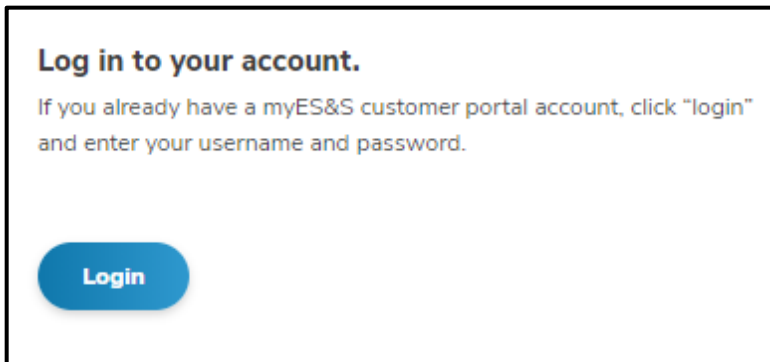 Log in to your account.
If you already have a myES&S customer portal account, click “login”
and enter your username and password.
Login